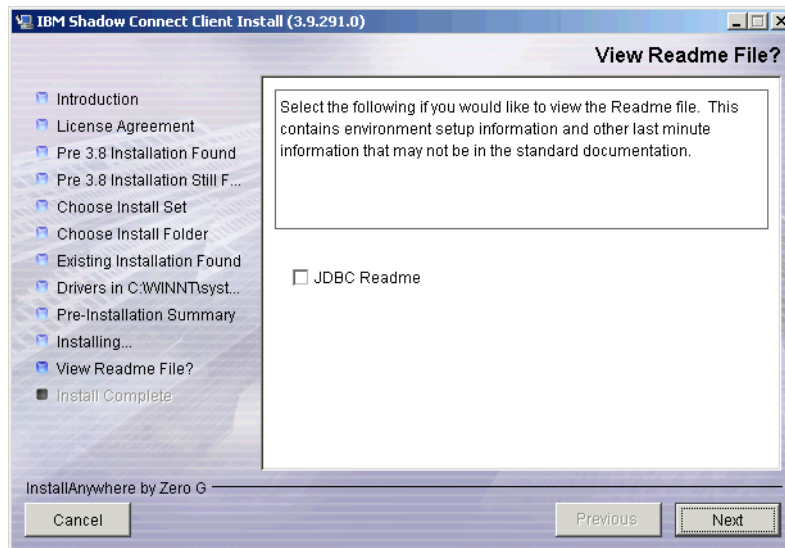 IBM Shadow Connect Client Install (3.9.291.0)
View Readme File?
Introduction
License Agreement
Pre 3.8 Installation Found
Pre 3.8 Installation Still F...
Choose Install Set
Choose Install Folder
Existing Installation Found
Drivers in C:\WINNT\syst...
Pre-Installation Summary
Installing...
View Readme File?
Install Complete
Select the following if you would like to view the Readme file. This
contains environment setup information and other last minute
information that may not be in the standard documentation.
JDBC Readme
InstallAnywhere by Zero G
Cancel
Previous
Next